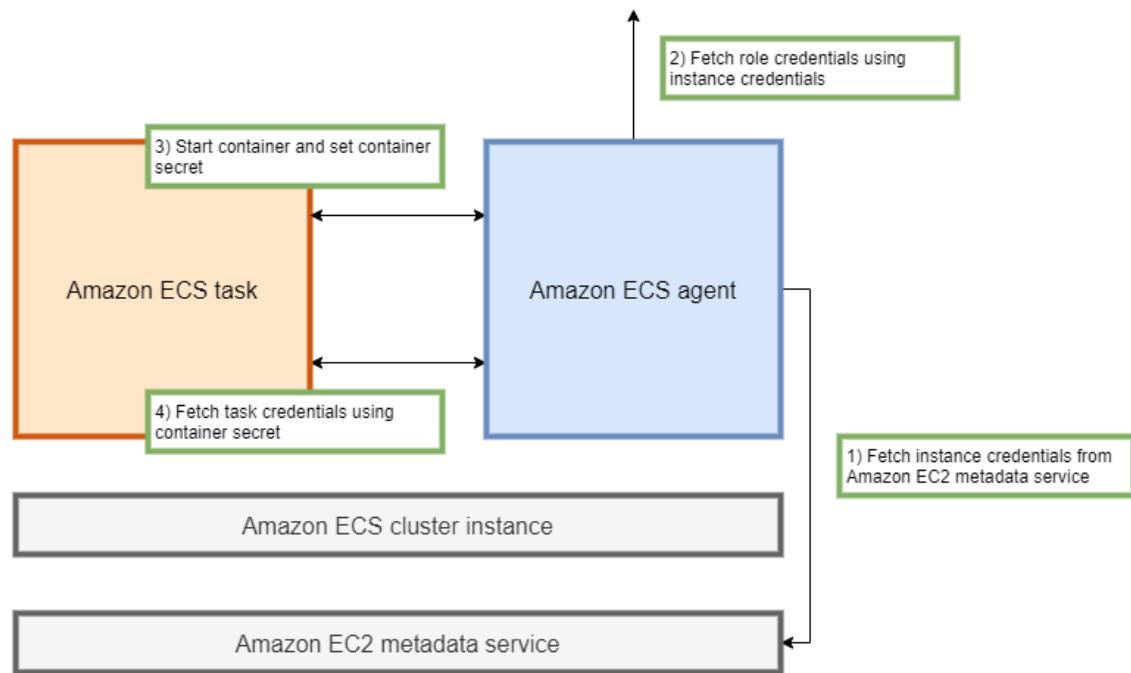 2) Fetch role credentials using
instance credentials
3) Start container and set container
secret
Amazon ECS task
Amazon ECS agent
4) Fetch task credentials using
container secret
1) Fetch instance credentials from
Amazon EC2 metadata service
Amazon ECS cluster instance
Amazon EC2 metadata service